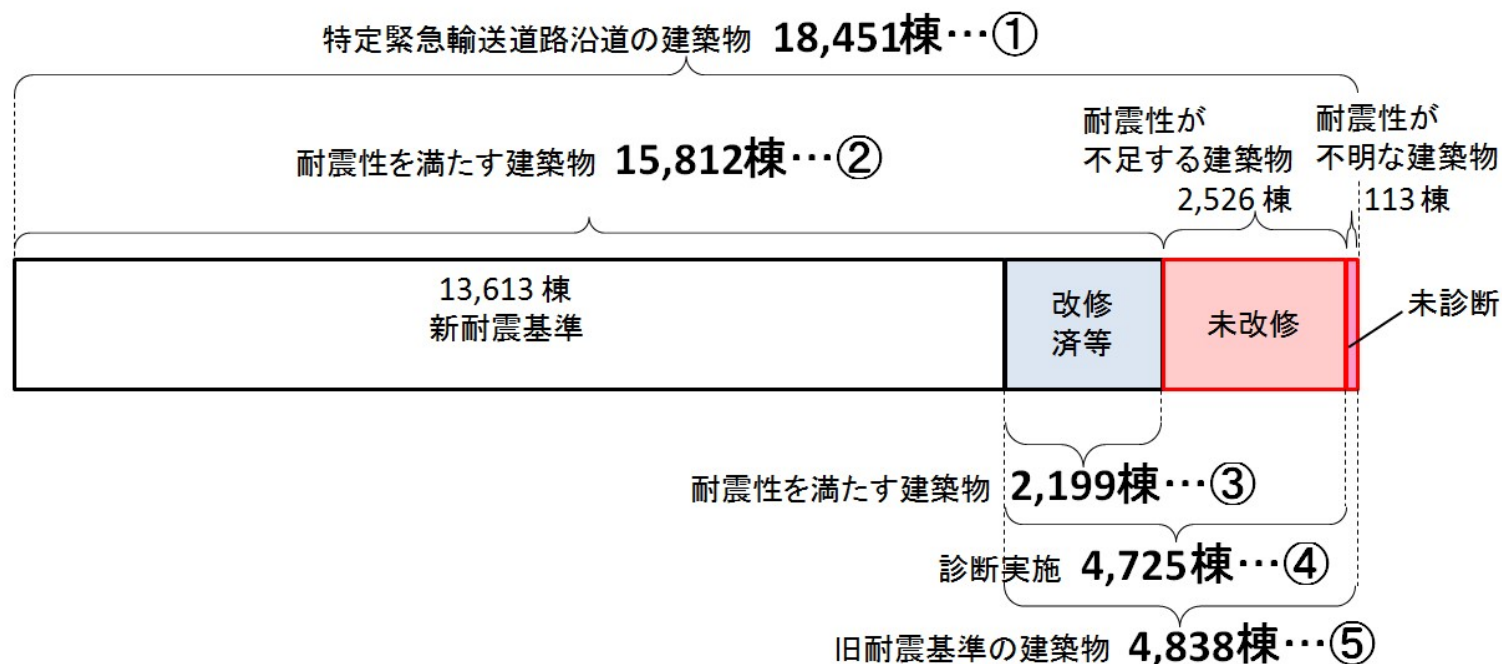 特定緊急輸送道路沿道の建築物 18,451棟…①
耐震性を満たす建築物 15,812棟…②
耐震性が
不足する建築物
2,526 棟
耐震性が
不明な建築物
113 棟
13,613 棟
新耐震基準
改修
済等
未改修
未診断
耐震性を満たす建築物 2,199棟…③
診断実施 4,725棟…④
旧耐震基準の建築物 4,838棟…⑤